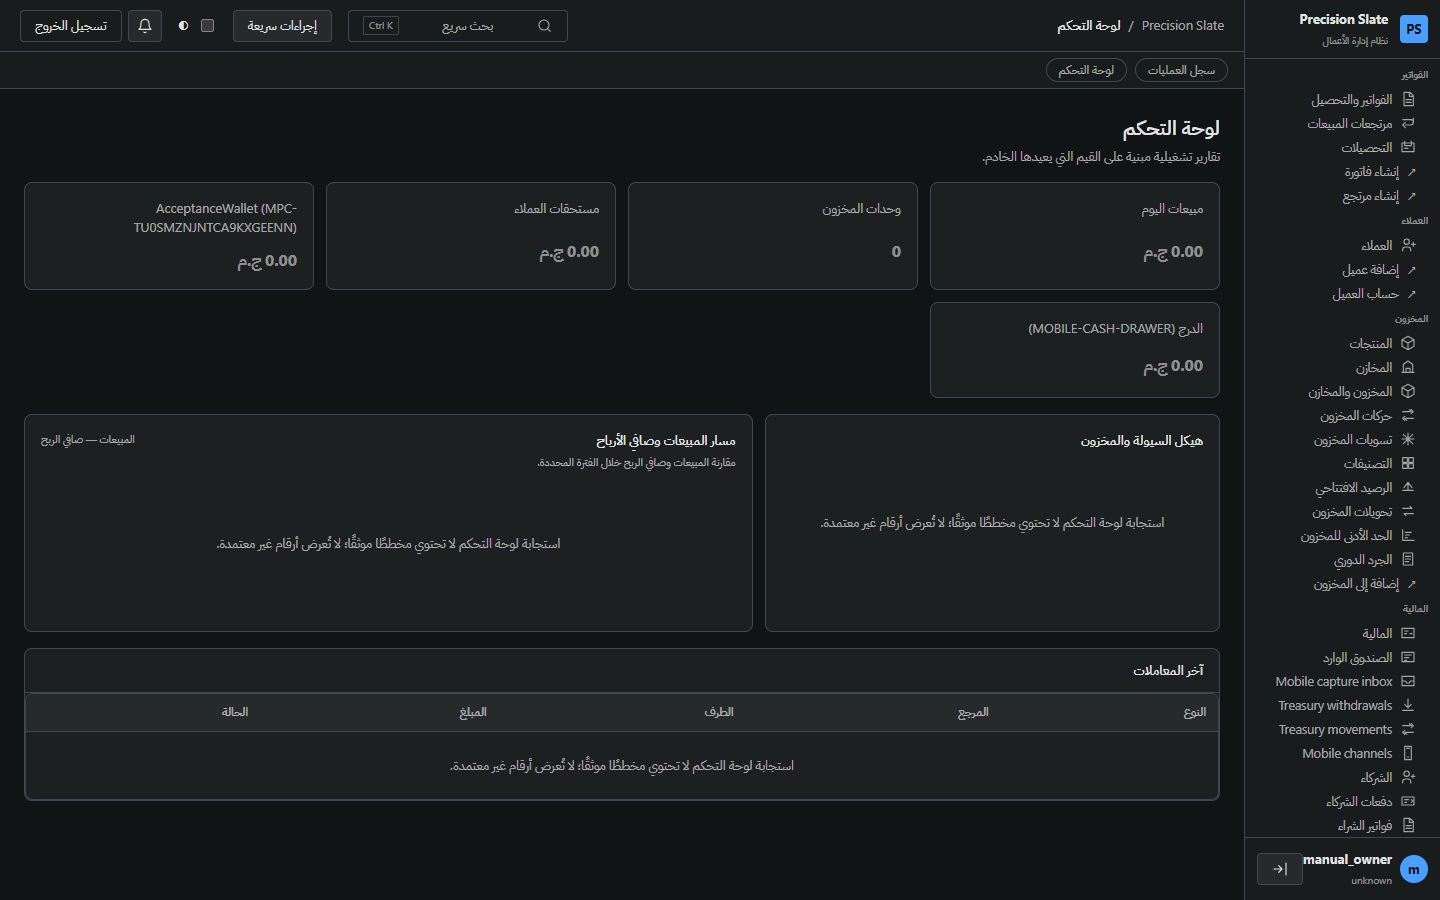 Precision Slate
PS
نظام إدارة الأعمال
Precision Slate / لوحة التحكم
بحث سريع
Ctrl K
إجراءات سريعة
تسجيل الخروج
سجل العمليات
لوحة التحكم
الفواتير
الفواتير والتحصيل
مرتجعات المبيعات
التحصيلات
إنشاء فاتورة
إنشاء مرتجع
العملاء
العملاء
إضافة عميل
حساب العميل
المخزون
المنتجات
المخازن
المخزون والمخازن
حركات المخزون
تسويات المخزون
التصنيفات
الرصيد الافتتاحي
تحويلات المخزون
الحد الأدنى للمخزون
الجرد الدوري
إضافة إلى المخزون
المالية
المالية
الصندوق الوارد
Mobile capture inbox
Treasury withdrawals
Treasury movements
Mobile channels
الشركاء
دفعات الشركاء
فواتير الشراء
manual_owner
m
unknown
لوحة التحكم
تقارير تشغيلية مبنية على القيم التي يعيدها الخادم.
مبيعات اليوم
0.00 ج.م
وحدات المخزون
0
مستحقات العملاء
0.00 ج.م
AcceptanceWallet (MPC-
TU0SMZNJNTCA9KXGEENN)
0.00 ج.م
الدرج (MOBILE-CASH-DRAWER)
0.00 ج.م
هيكل السيولة والمخزون
استجابة لوحة التحكم لا تحتوي مخططًا موثقًا؛ لا تُعرض أرقام غير معتمدة.
مسار المبيعات وصافي الأرباح
المبيعات — صافي الربح
مقارنة المبيعات وصافي الربح خلال الفترة المحددة.
استجابة لوحة التحكم لا تحتوي مخططًا موثقًا؛ لا تُعرض أرقام غير معتمدة.
آخر المعاملات
النوع المرجع الطرف المبلغ الحالة
استجابة لوحة التحكم لا تحتوي مخططًا موثقًا؛ لا تُعرض أرقام غير معتمدة.